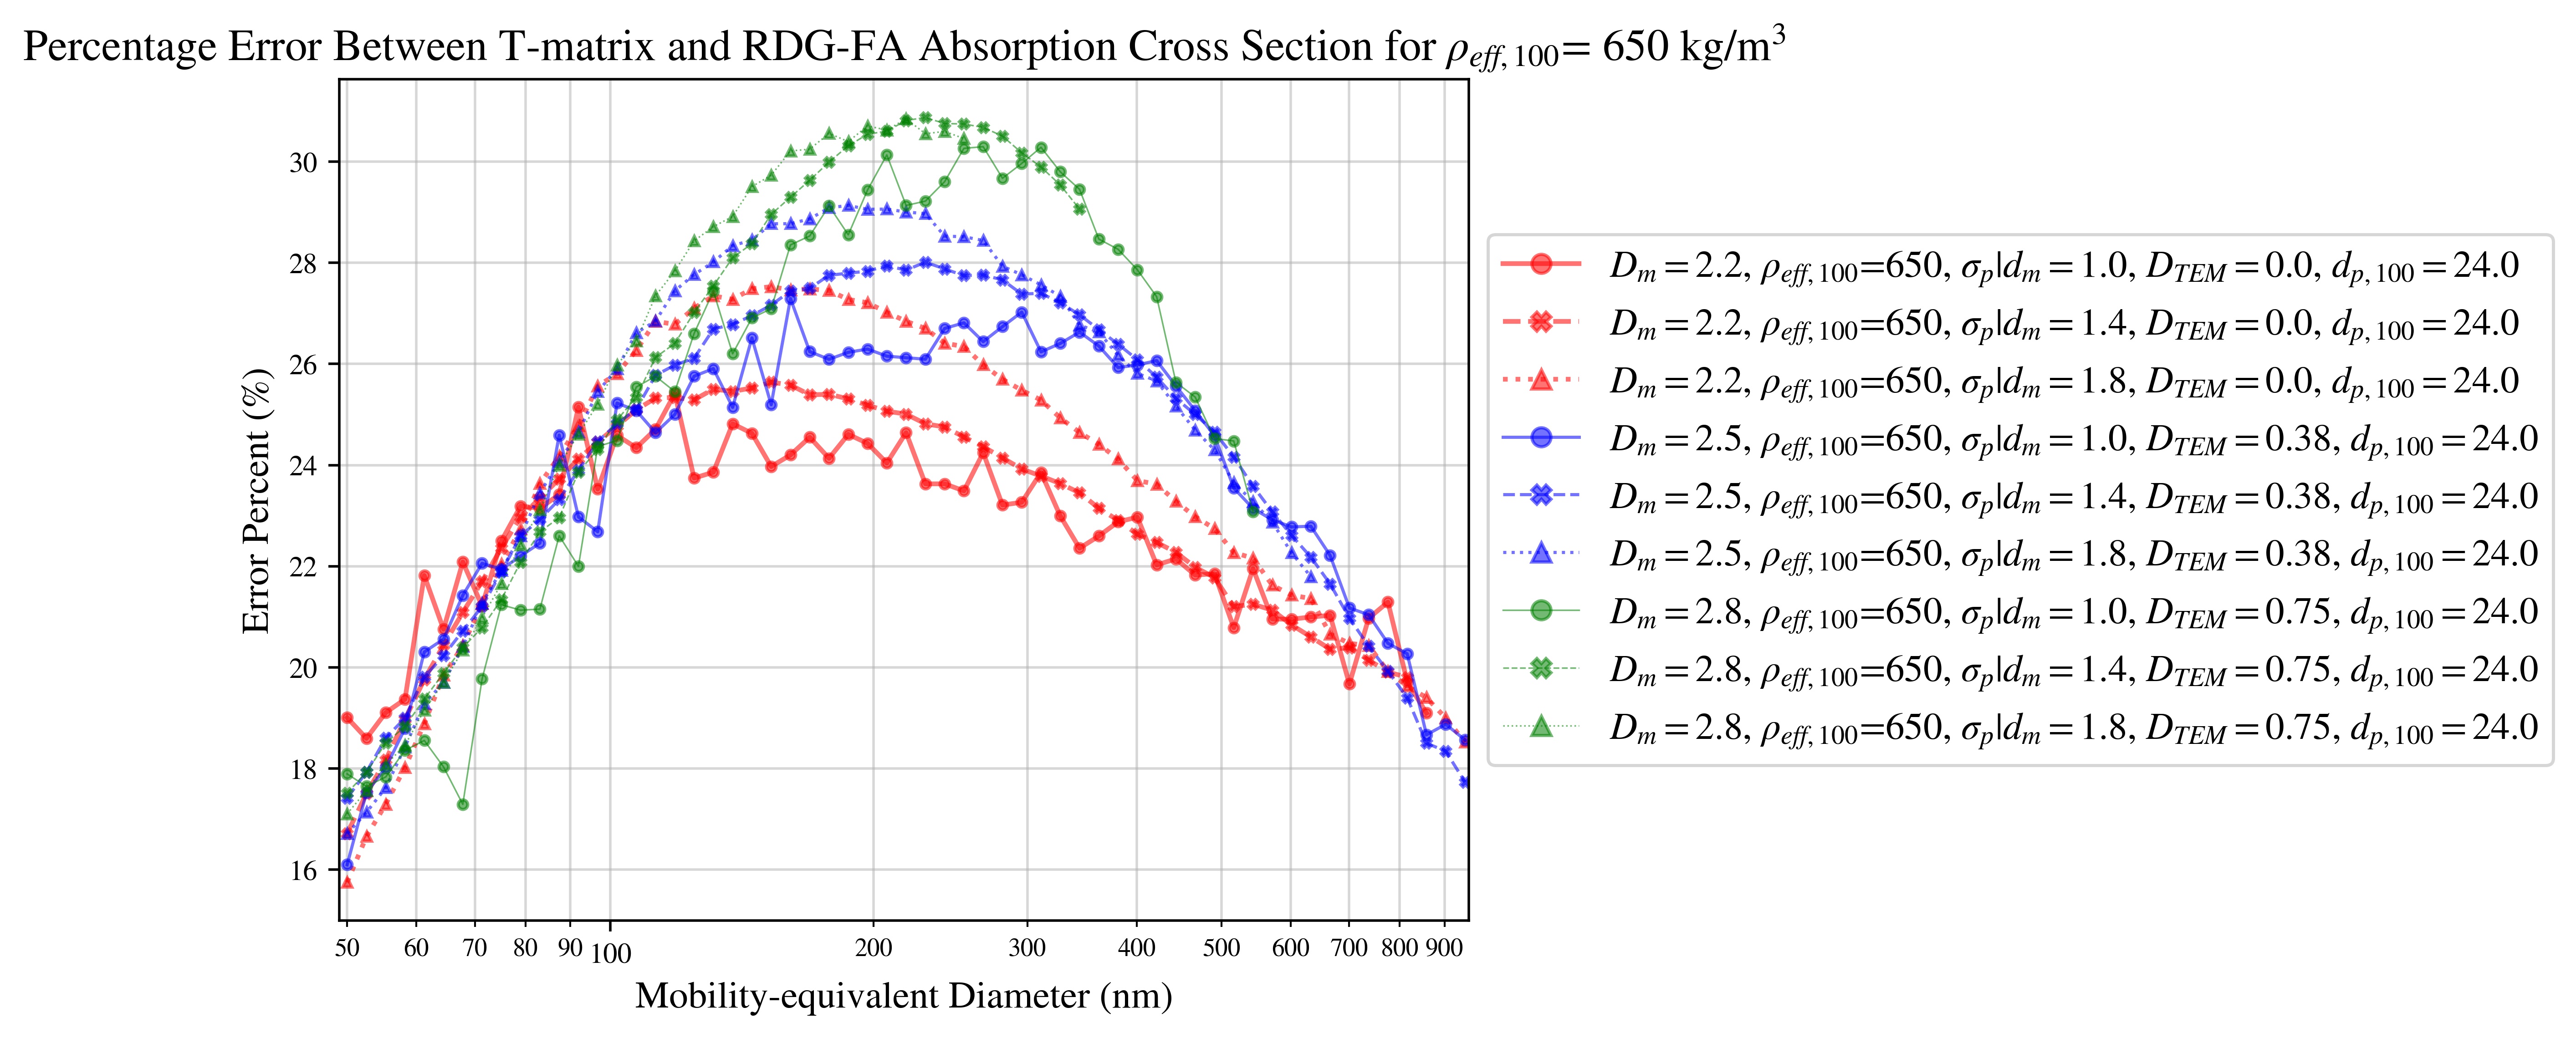 Percentage Error Between T-matrix and RDG-FA Absorption Cross Section for ρeff,100= 650 kg/m³
Error Percent (%)
30
28
26
24
22
20
18
16
50 60 70 80 90 100 200 300 400 500 600 700 800 900
Mobility-equivalent Diameter (nm)
Dm = 2.2, ρeff,100=650, σp|dm = 1.0, DTEM = 0.0, dp,100 = 24.0
Dm = 2.2, ρeff,100=650, σp|dm = 1.4, DTEM = 0.0, dp,100 = 24.0
Dm = 2.2, ρeff,100=650, σp|dm = 1.8, DTEM = 0.0, dp,100 = 24.0
Dm = 2.5, ρeff,100=650, σp|dm = 1.0, DTEM = 0.38, dp,100 = 24.0
Dm = 2.5, ρeff,100=650, σp|dm = 1.4, DTEM = 0.38, dp,100 = 24.0
Dm = 2.5, ρeff,100=650, σp|dm = 1.8, DTEM = 0.38, dp,100 = 24.0
Dm = 2.8, ρeff,100=650, σp|dm = 1.0, DTEM = 0.75, dp,100 = 24.0
Dm = 2.8, ρeff,100=650, σp|dm = 1.4, DTEM = 0.75, dp,100 = 24.0
Dm = 2.8, ρeff,100=650, σp|dm = 1.8, DTEM = 0.75, dp,100 = 24.0